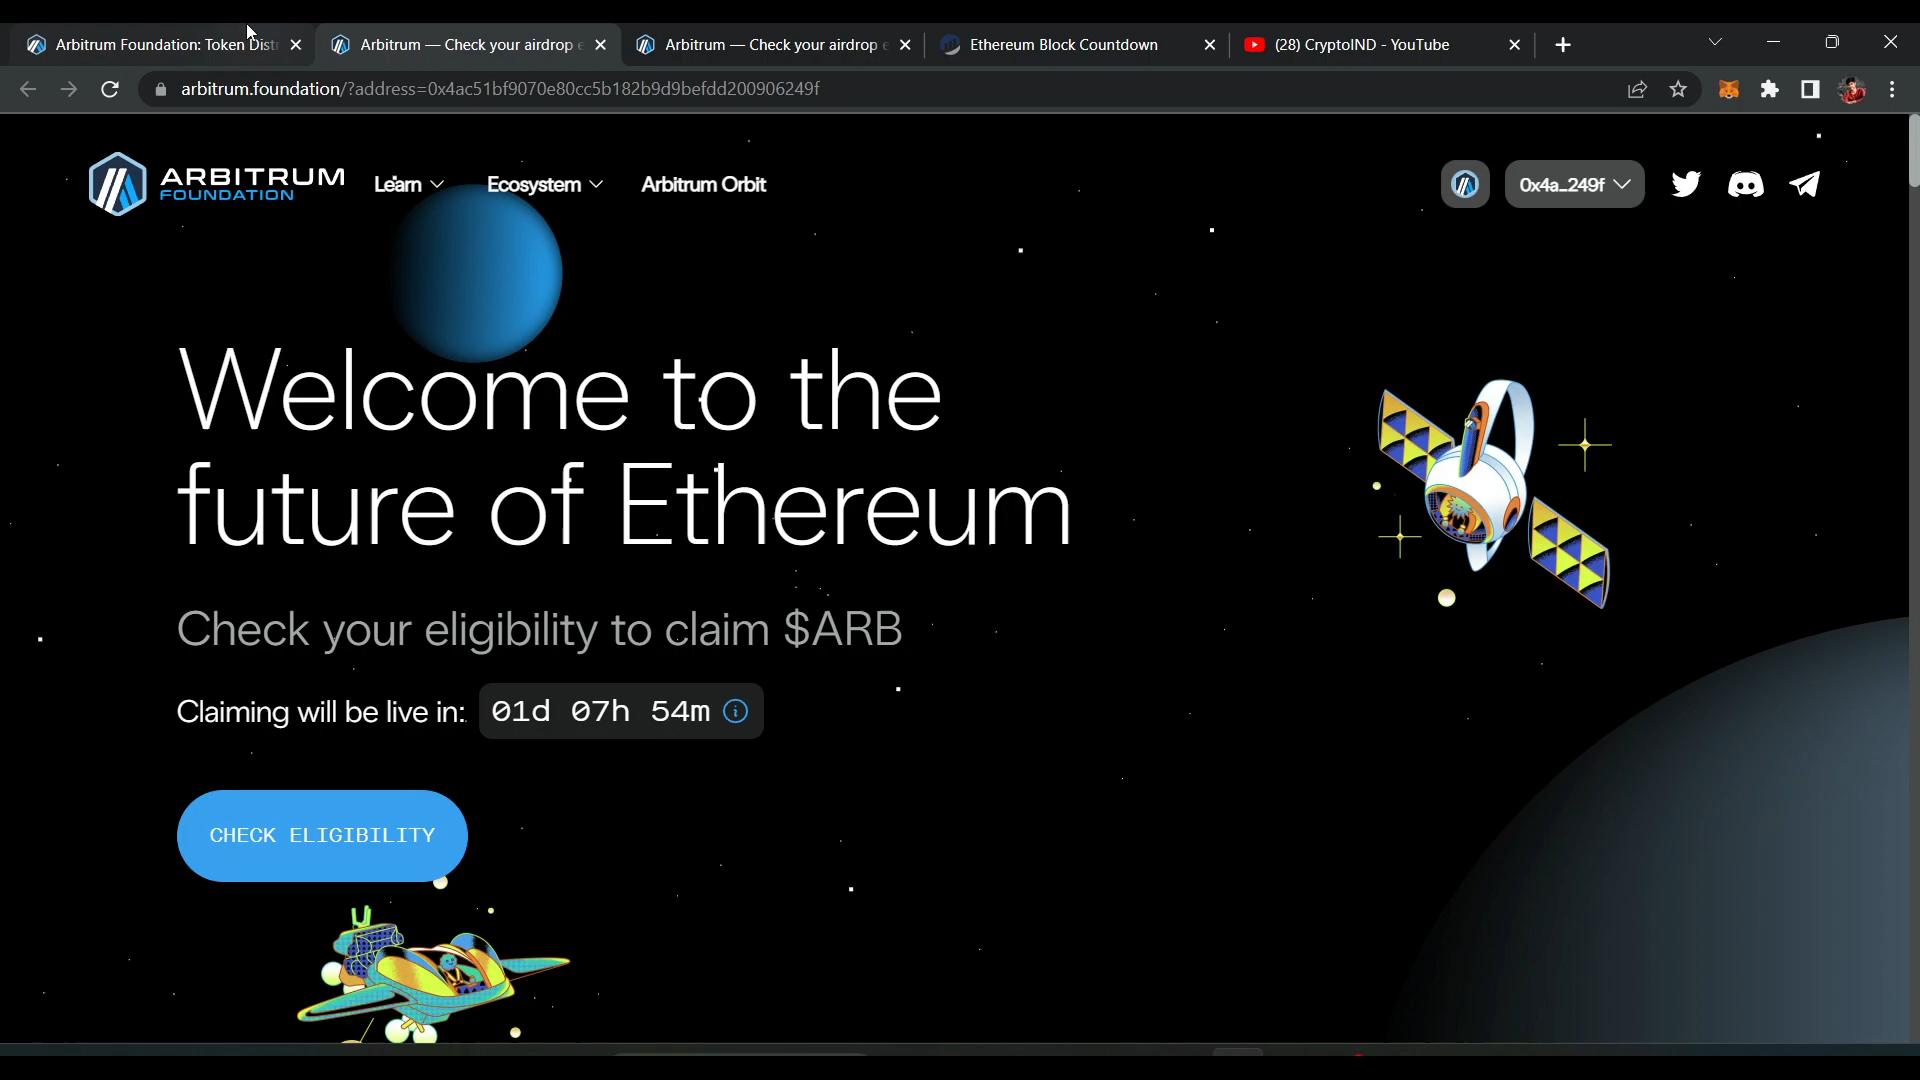 Arbitrum Foundation: Token Dist
Arbitrum — Check your airdrop e
Arbitrum — Check your airdrop e
Ethereum Block Countdown
(28) CryptoIND - YouTube
arbitrum.foundation/?address=0x4ac51bf9070e80cc5b182b9d9befdd200906249f
ARBITRUM
FOUNDATION
Learn
Ecosystem
Arbitrum Orbit
0x4a...249f
Welcome to the
future of Ethereum
Check your eligibility to claim $ARB
Claiming will be live in: 01d 07h 54m
CHECK ELIGIBILITY